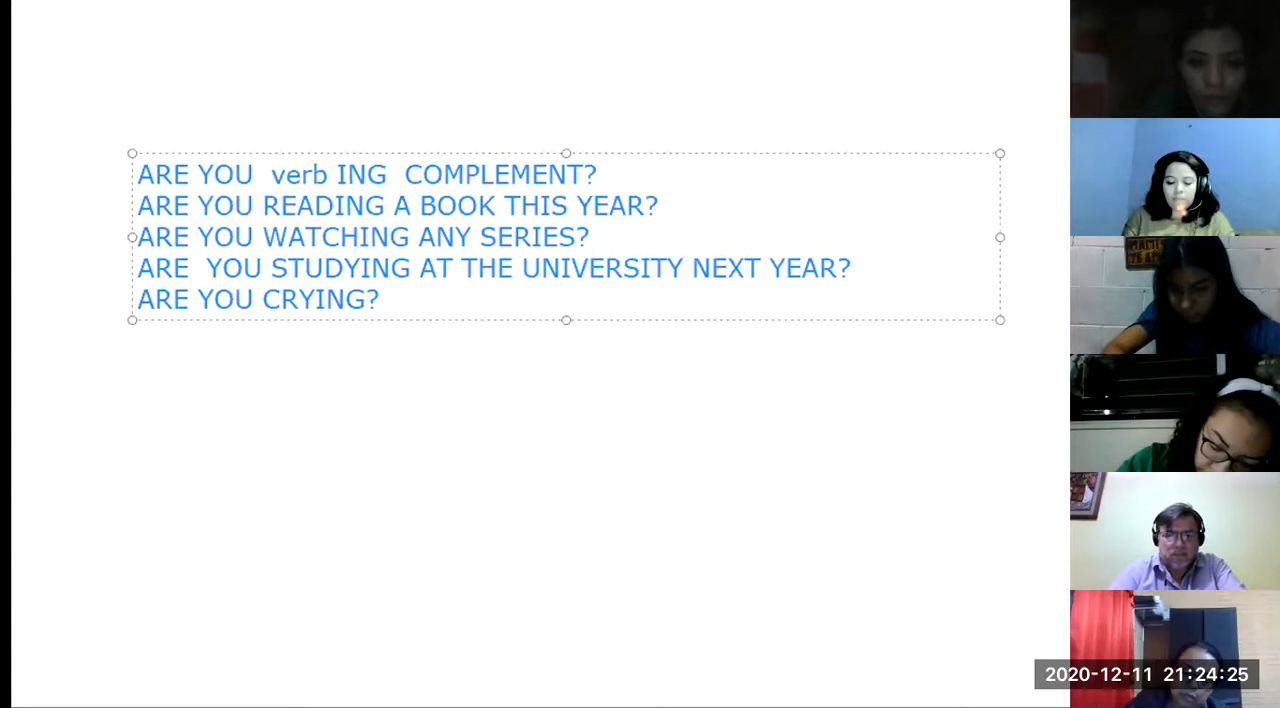 ARE YOU verb ING COMPLEMENT?
ARE YOU READING A BOOK THIS YEAR?
ARE YOU WATCHING ANY SERIES?
ARE YOU STUDYING AT THE UNIVERSITY NEXT YEAR?
ARE YOU CRYING?
2020-12-11 21:24:25